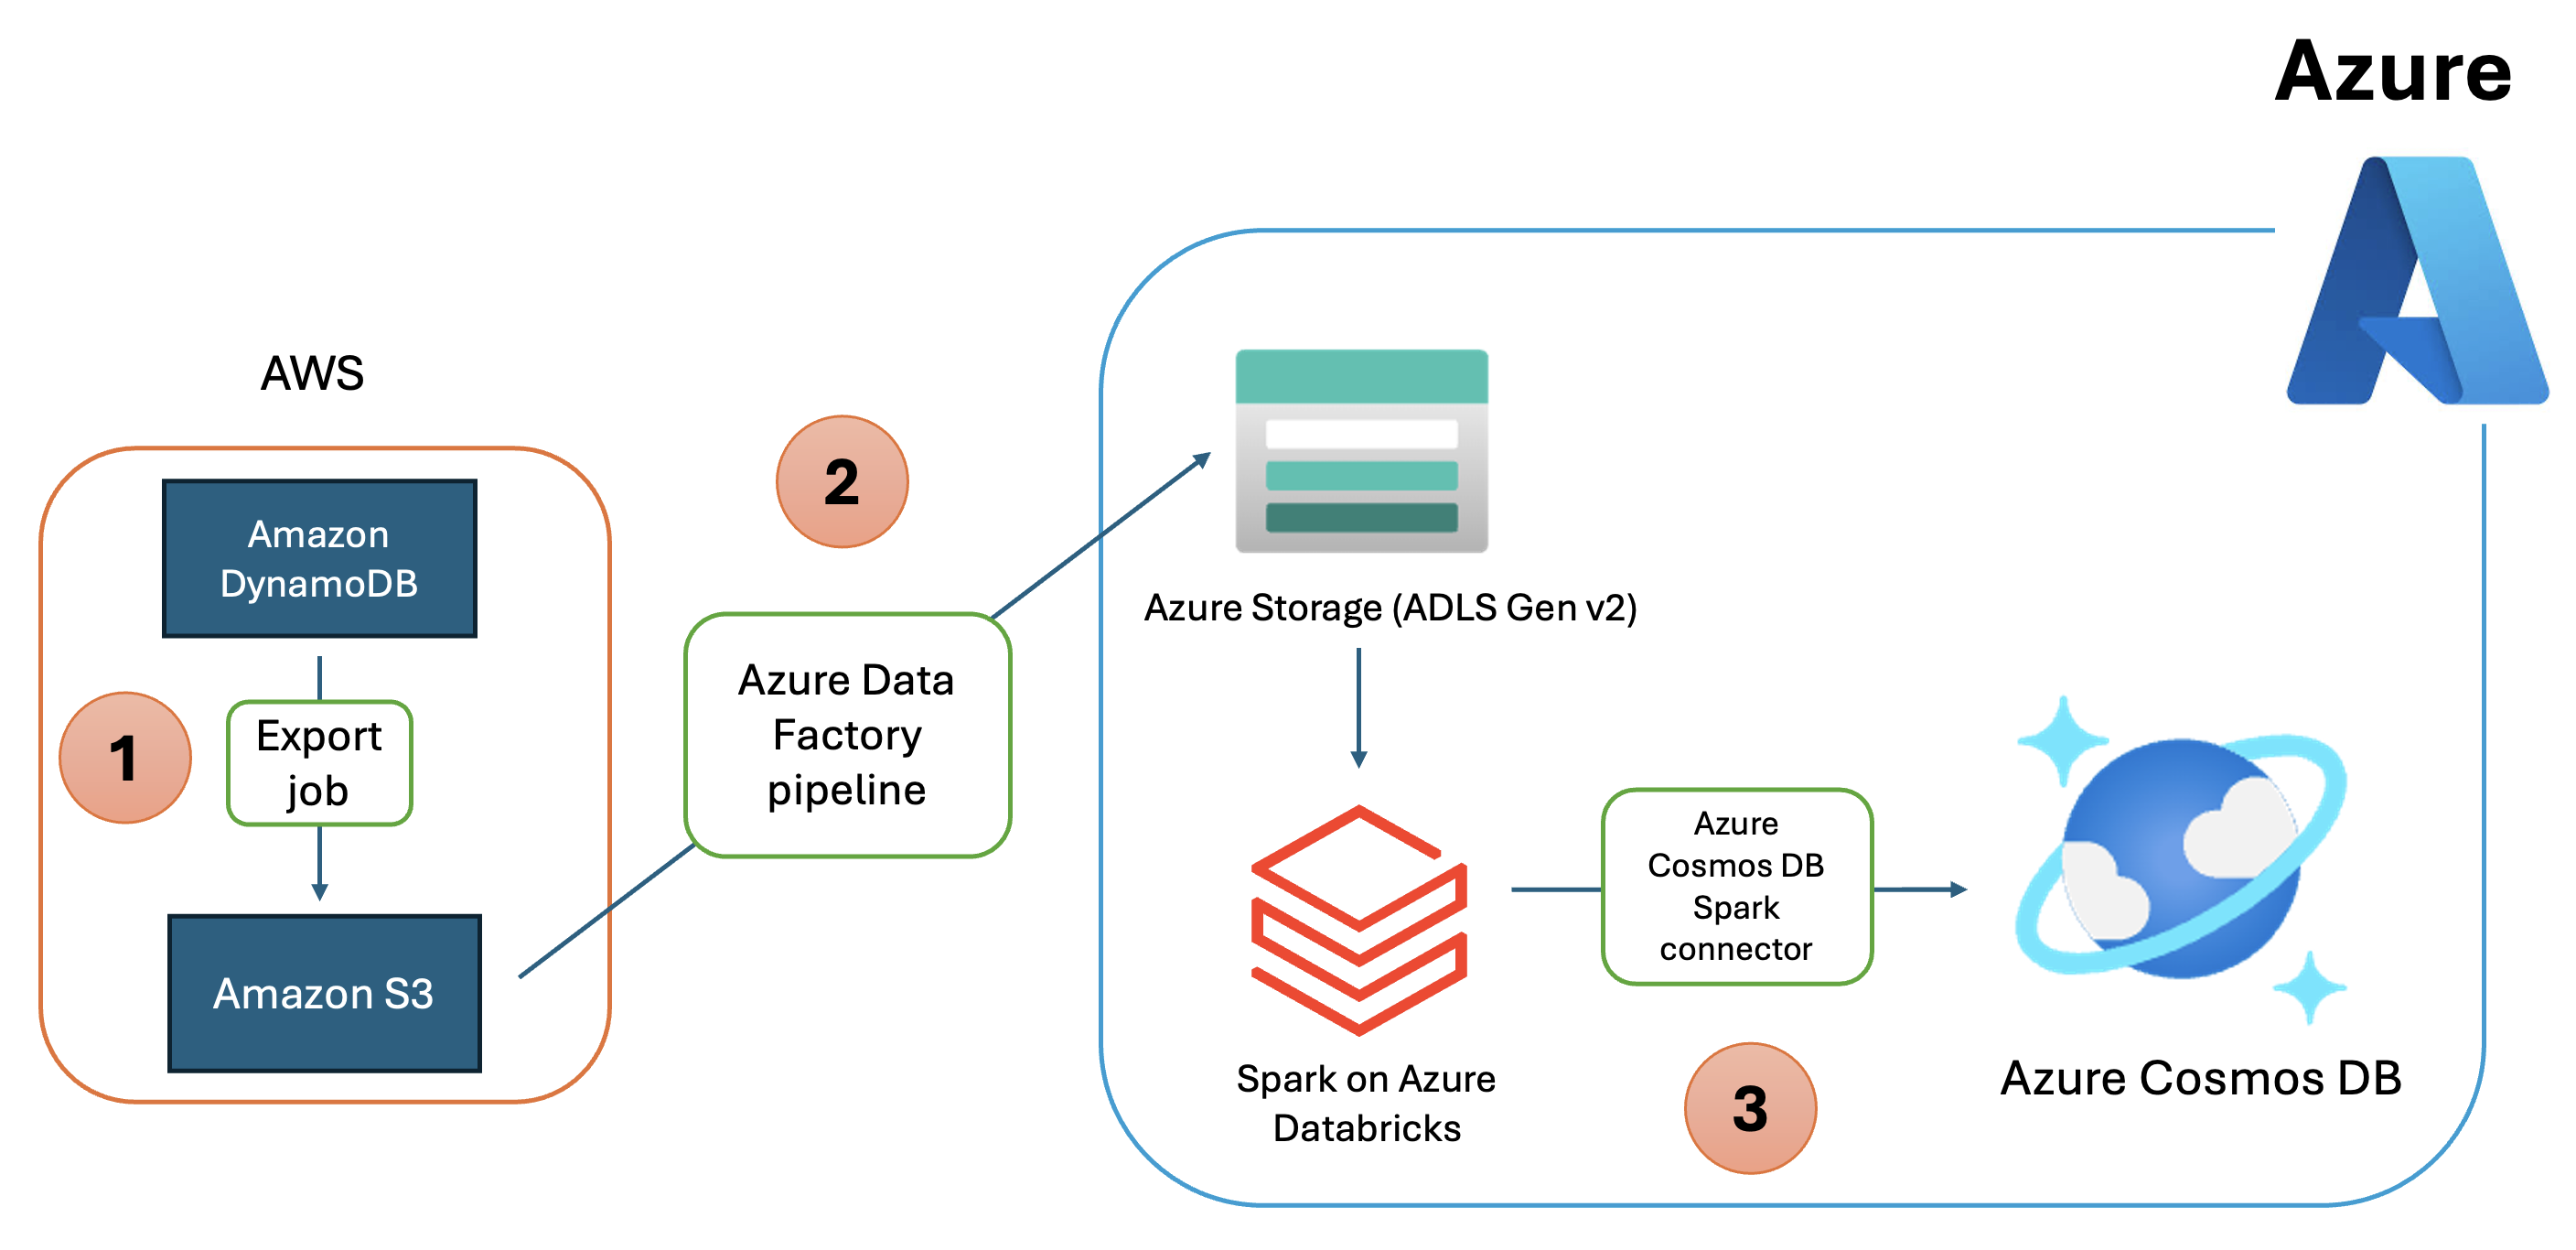 Azure
AWS
Amazon
DynamoDB
1
Export
job
Amazon S3
2
Azure Data
Factory
pipeline
Azure Storage (ADLS Gen v2)
Spark on Azure
Databricks
Azure
Cosmos DB
Spark
connector
3
Azure Cosmos DB